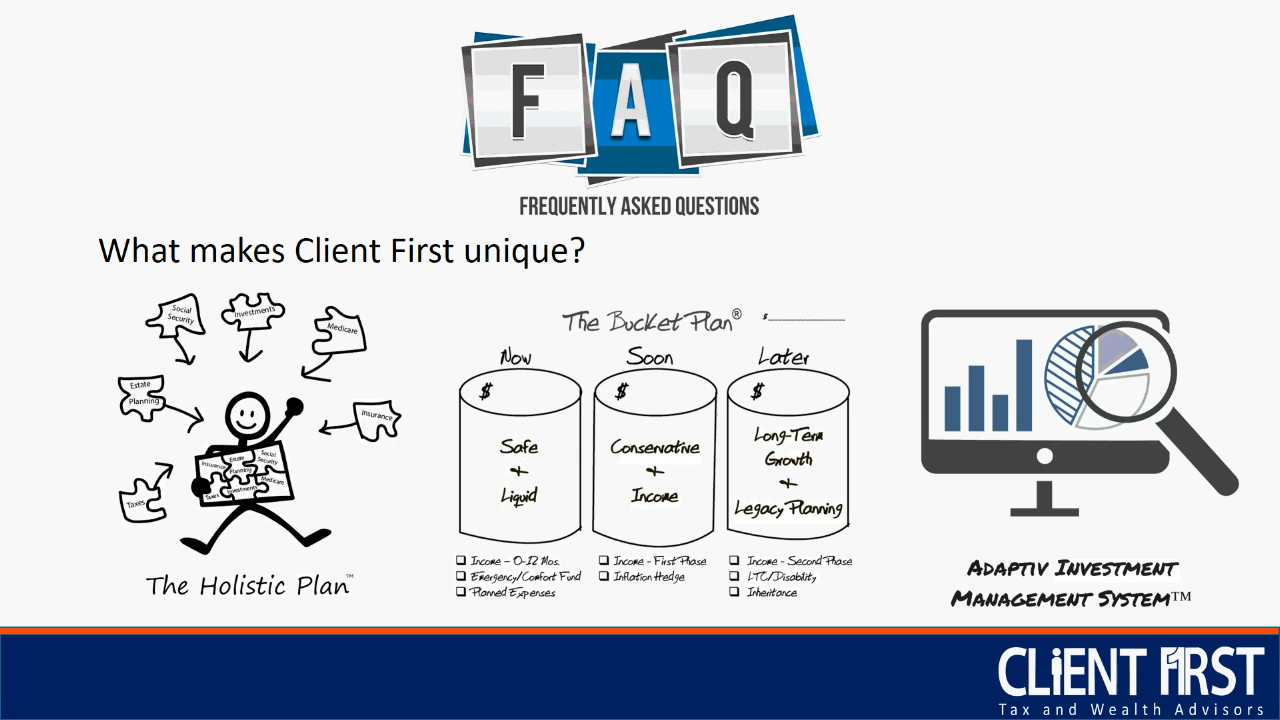 F A Q
FREQUENTLY ASKED QUESTIONS
What makes Client First unique?
Social
Security
Investments
Medicare
Estate
Planning
Insurance
Taxes
Insurance
Estate
Planning
Social
Security
Taxes
Investments
Medicare
The Holistic Plan™
The Bucket Plan® $
Now
Soon
Later
$
$
$
Safe
+
Liquid
Conservative
+
Income
Long-Term
Growth
+
Legacy Planning
Income – 0-12 Mos.
Emergency/Comfort Fund
Planned Expenses
Income - First Phase
Inflation Hedge
Income - Second Phase
LTC/Disability
Inheritance
ADAPTIV INVESTMENT
MANAGEMENT SYSTEM™
CLiENT F1RST
Tax and Wealth Advisors